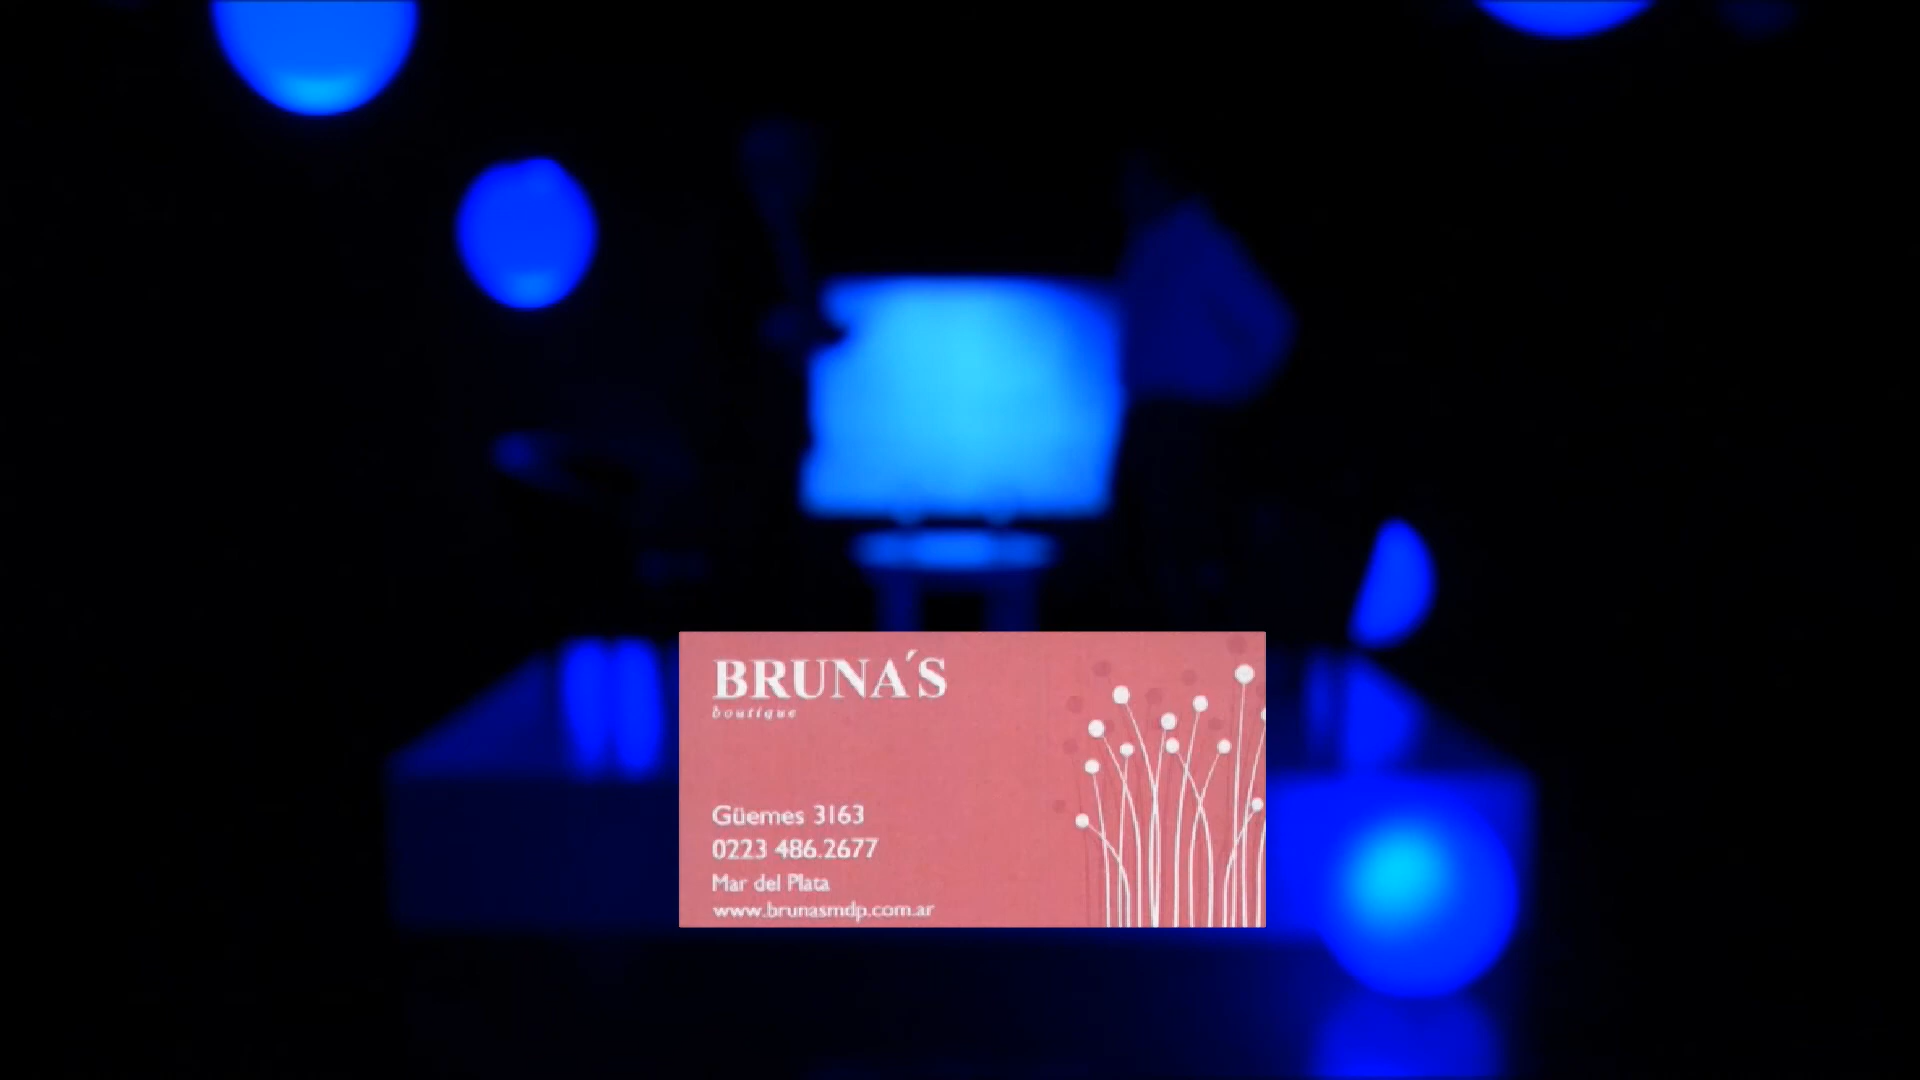 BRUNA´S
boutique
Güemes 3163
0223 486.2677
Mar del Plata
www.brunasmdp.com.ar